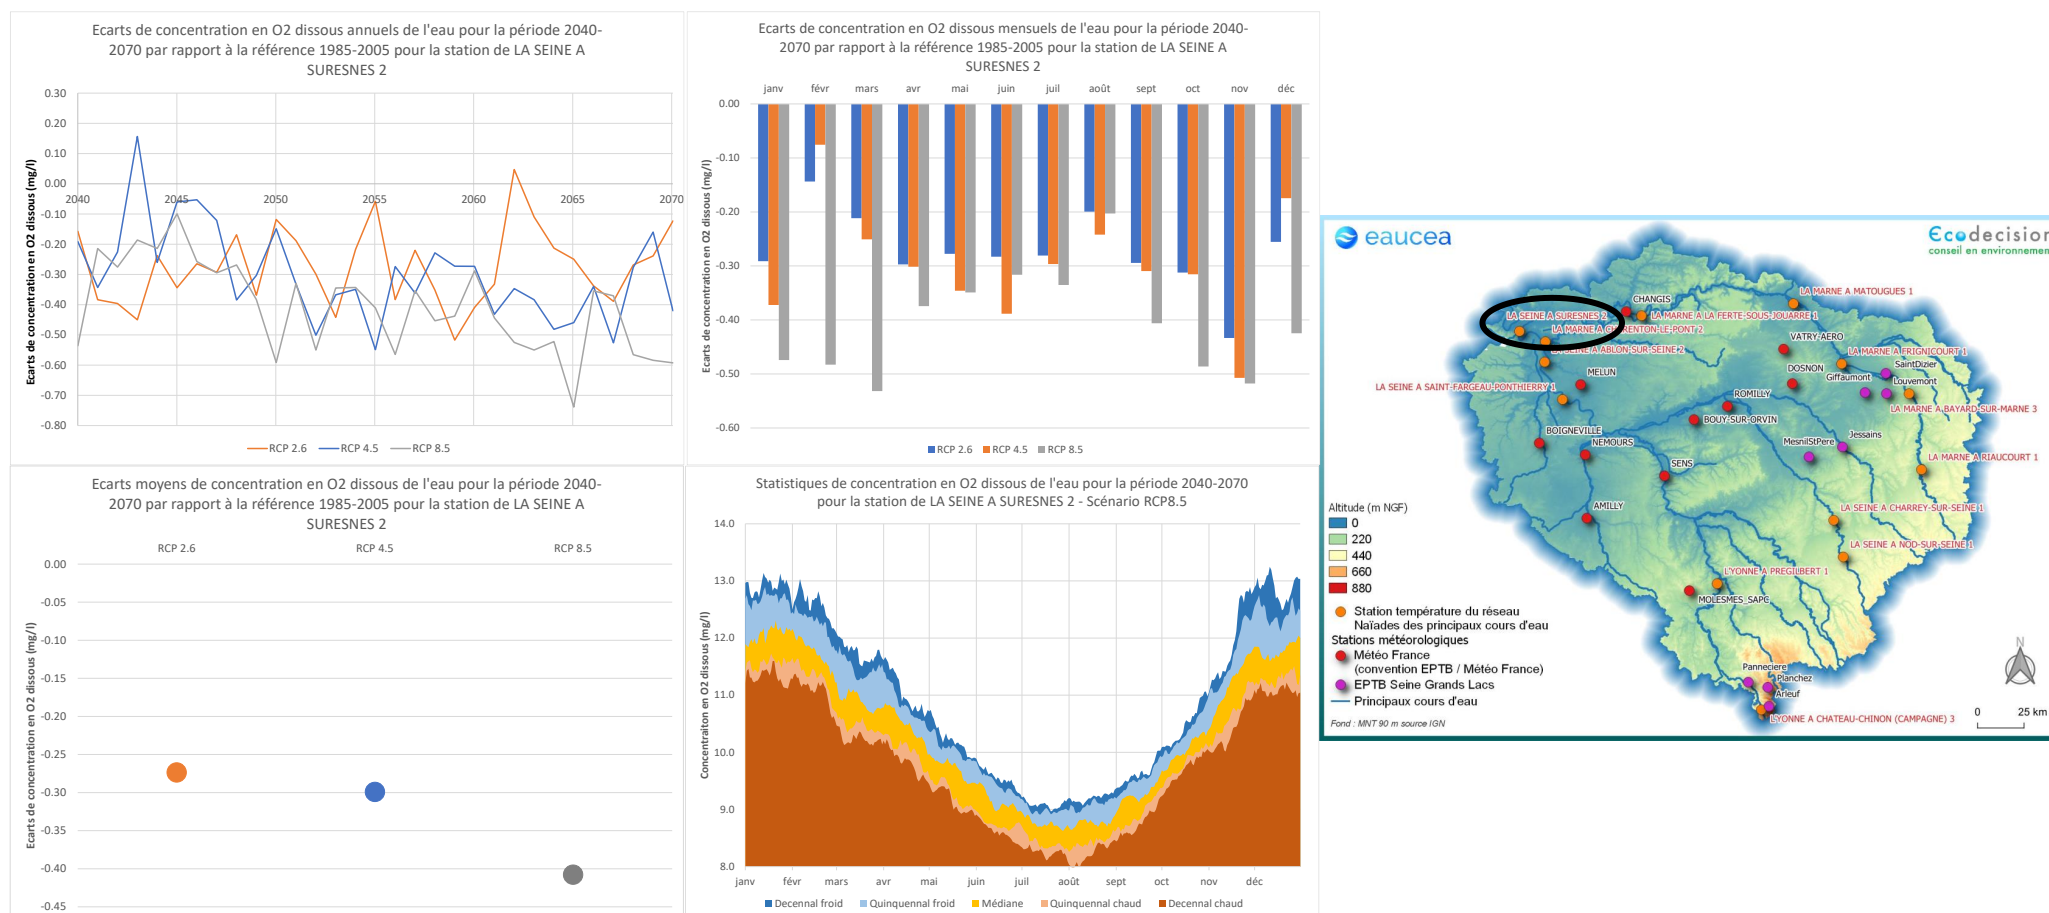 Ecarts de concentration en O2 dissous annuels de l'eau pour la période 2040-
2070 par rapport à la référence 1985-2005 pour la station de LA SEINE A
SURESNES 2
0.30
0.20
0.10
0.00
-0.10
-0.20
-0.30
-0.40
-0.50
-0.60
-0.70
-0.80
Ecarts de concentration en O2 dissous (mg/l)
2040
2045
2050
2055
2060
2065
2070
RCP 2.6
RCP 4.5
RCP 8.5
Ecarts de concentration en O2 dissous mensuels de l'eau pour la période 2040-
2070 par rapport à la référence 1985-2005 pour la station de LA SEINE A
SURESNES 2
janv
févr
mars
avr
mai
juin
juil
août
sept
oct
nov
déc
0.00
-0.10
-0.20
-0.30
-0.40
-0.50
-0.60
Ecarts de concentration en O2 dissous (mg/l)
RCP 2.6
RCP 4.5
RCP 8.5
Ecarts moyens de concentration en O2 dissous de l'eau pour la période 2040-
2070 par rapport à la référence 1985-2005 pour la station de LA SEINE A
SURESNES 2
RCP 2.6
RCP 4.5
RCP 8.5
0.00
-0.05
-0.10
-0.15
-0.20
-0.25
-0.30
-0.35
-0.40
-0.45
Ecarts de concentration en O2 dissous (mg/l)
Statistiques de concentration en O2 dissous de l'eau pour la période 2040-2070
pour la station de LA SEINE A SURESNES 2 - Scénario RCP8.5
14.0
13.0
12.0
11.0
10.0
9.0
8.0
Concentraiton en O2 dissous (mg/l)
janv
févr
mars
avr
mai
juin
juil
août
sept
oct
nov
déc
Decennal froid
Quinquennal froid
Médiane
Quinquennal chaud
Decennal chaud
eaucea
Ecodecision
conseil en environnement
LA MARNE A MATOUGUES 1
CHANGIS
LA SEINE A SURESNES 2
LA MARNE A LA FERTE-SOUS-JOUARRE 1
LA MARNE A CHARENTON-LE-PONT 2
VATRY-AERO
LA SEINE A ABLON-SUR-SEINE 2
LA MARNE A FRIGNICOURT 1
SaintDizier
MELUN
DOSNON
Giffaumont
Louvemont
LA SEINE A SAINT-FARGEAU-PONTHIERRY 1
ROMILLY
LA MARNE A BAYARD-SUR-MARNE 3
BOUY-SUR-ORVIN
BOIGNEVILLE
NEMOURS
MesnilStPere
Jessains
SENS
LA MARNE A RIAUCOURT 1
AMILLY
LA SEINE A CHARREY-SUR-SEINE 1
LA SEINE A NOD-SUR-SEINE 1
L'YONNE A PREGILBERT 1
MOLESMES_SAPC
Panneciere
Planchez
Arleuf
L'YONNE A CHATEAU-CHINON (CAMPAGNE) 3
Altitude (m NGF)
0
220
440
660
880
Station température du réseau
Naïades des principaux cours d'eau
Stations météorologiques
Météo France
(convention EPTB / Météo France)
EPTB Seine Grands Lacs
Principaux cours d'eau
Fond : MNT 90 m source IGN
N
0
25 km